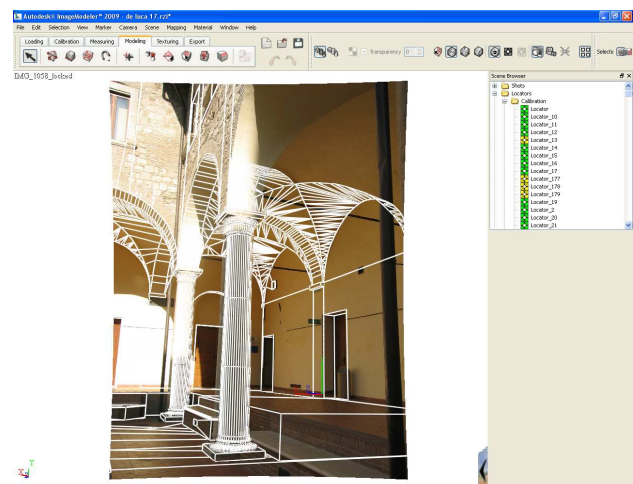 Autodesk® ImageModeler™ 2009 - de luca 17.rzi*
File Edit Selection View Marker Camera Scene Mapping Material Window Help
Loading Calibration Measuring Modeling Texturing Export
Transparency
Selectic
IMG_1058_locked
Scene Browser
Shots
Locators
Calibration
Locator
Locator_10
Locator_11
Locator_12
Locator_13
Locator_14
Locator_15
Locator_16
Locator_17
Locator_177
Locator_178
Locator_179
Locator_19
Locator_2
Locator_20
Locator_21
Y
X